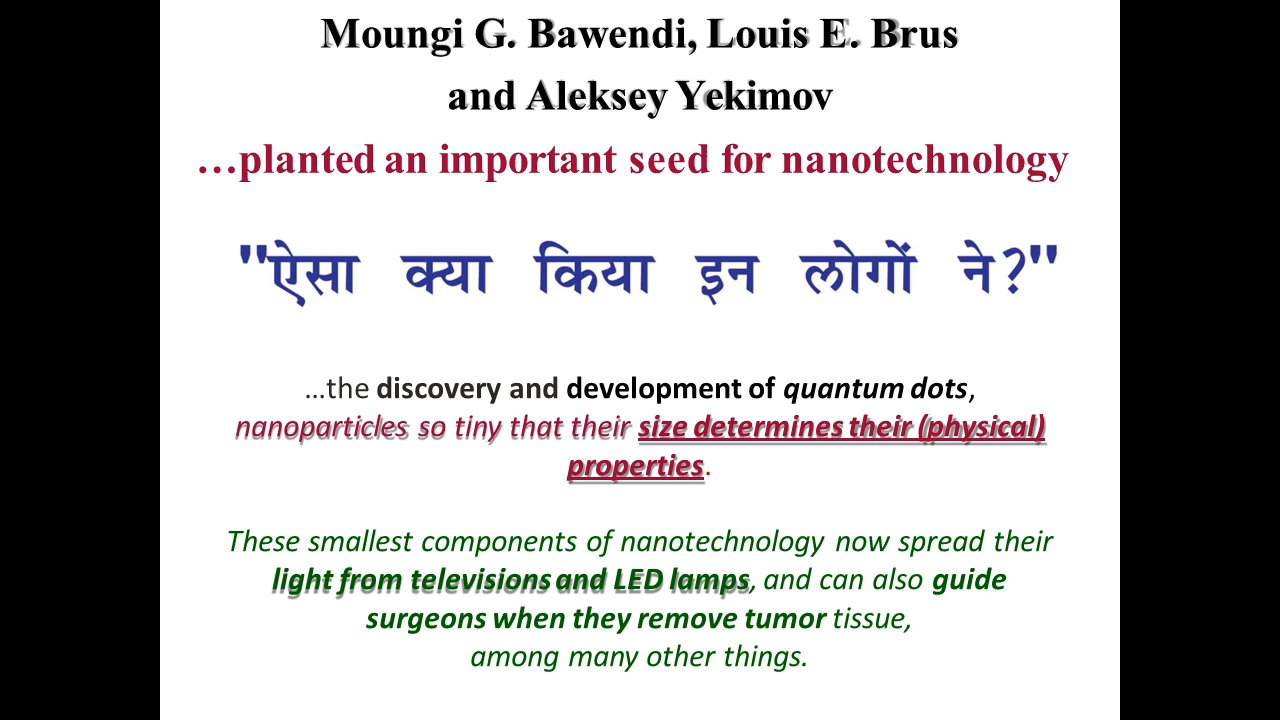 Moungi G. Bawendi, Louis E. Brus
and Aleksey Yekimov
…planted an important seed for nanotechnology
"ऐसा क्या किया इन लोगों ने?"
…the discovery and development of quantum dots,
nanoparticles so tiny that their size determines their (physical)
properties.
These smallest components of nanotechnology now spread their
light from televisions and LED lamps, and can also guide
surgeons when they remove tumor tissue,
among many other things.